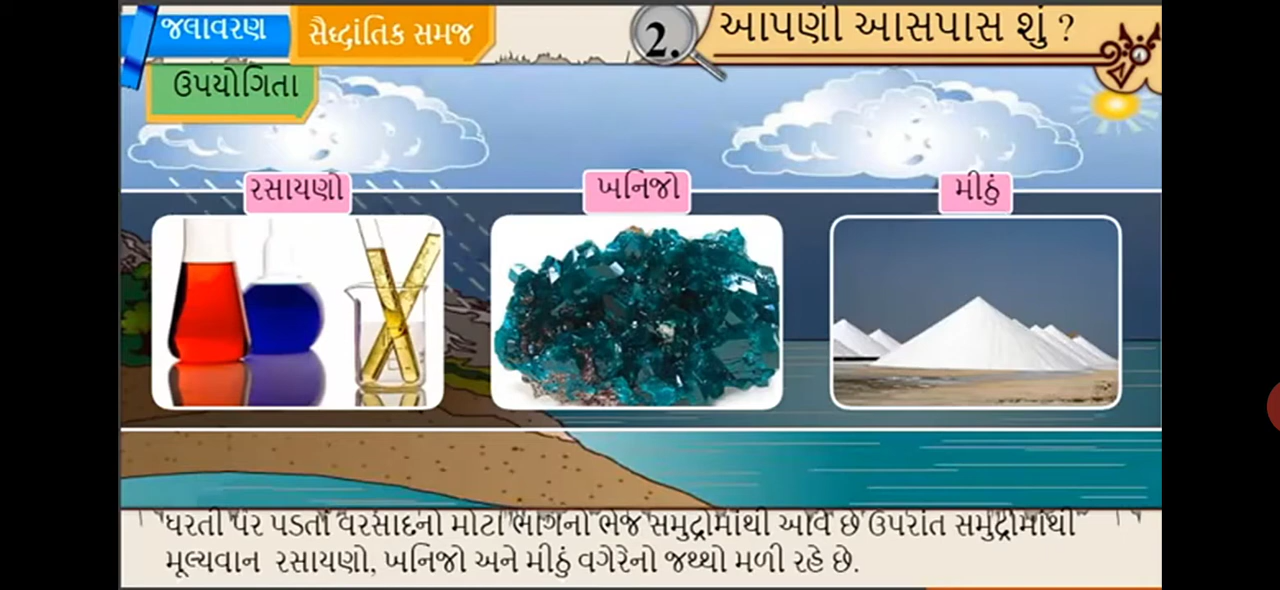 જલાવરણ
સૈદ્ધાંતિક સમજ
2.
આપણી આસપાસ શું ?
ઉપયોગિતા
રસાયણો
ખનિજો
મીઠું
ધરતી પર પડતા વરસાદનો મોટા ભાગનો ભેજ સમુદ્રોમાંથી આવે છે ઉપરાંત સમુદ્રોમાંથી
મૂલ્યવાન રસાયણો, ખનિજો અને મીઠું વગેરેનો જથ્થો મળી રહે છે.